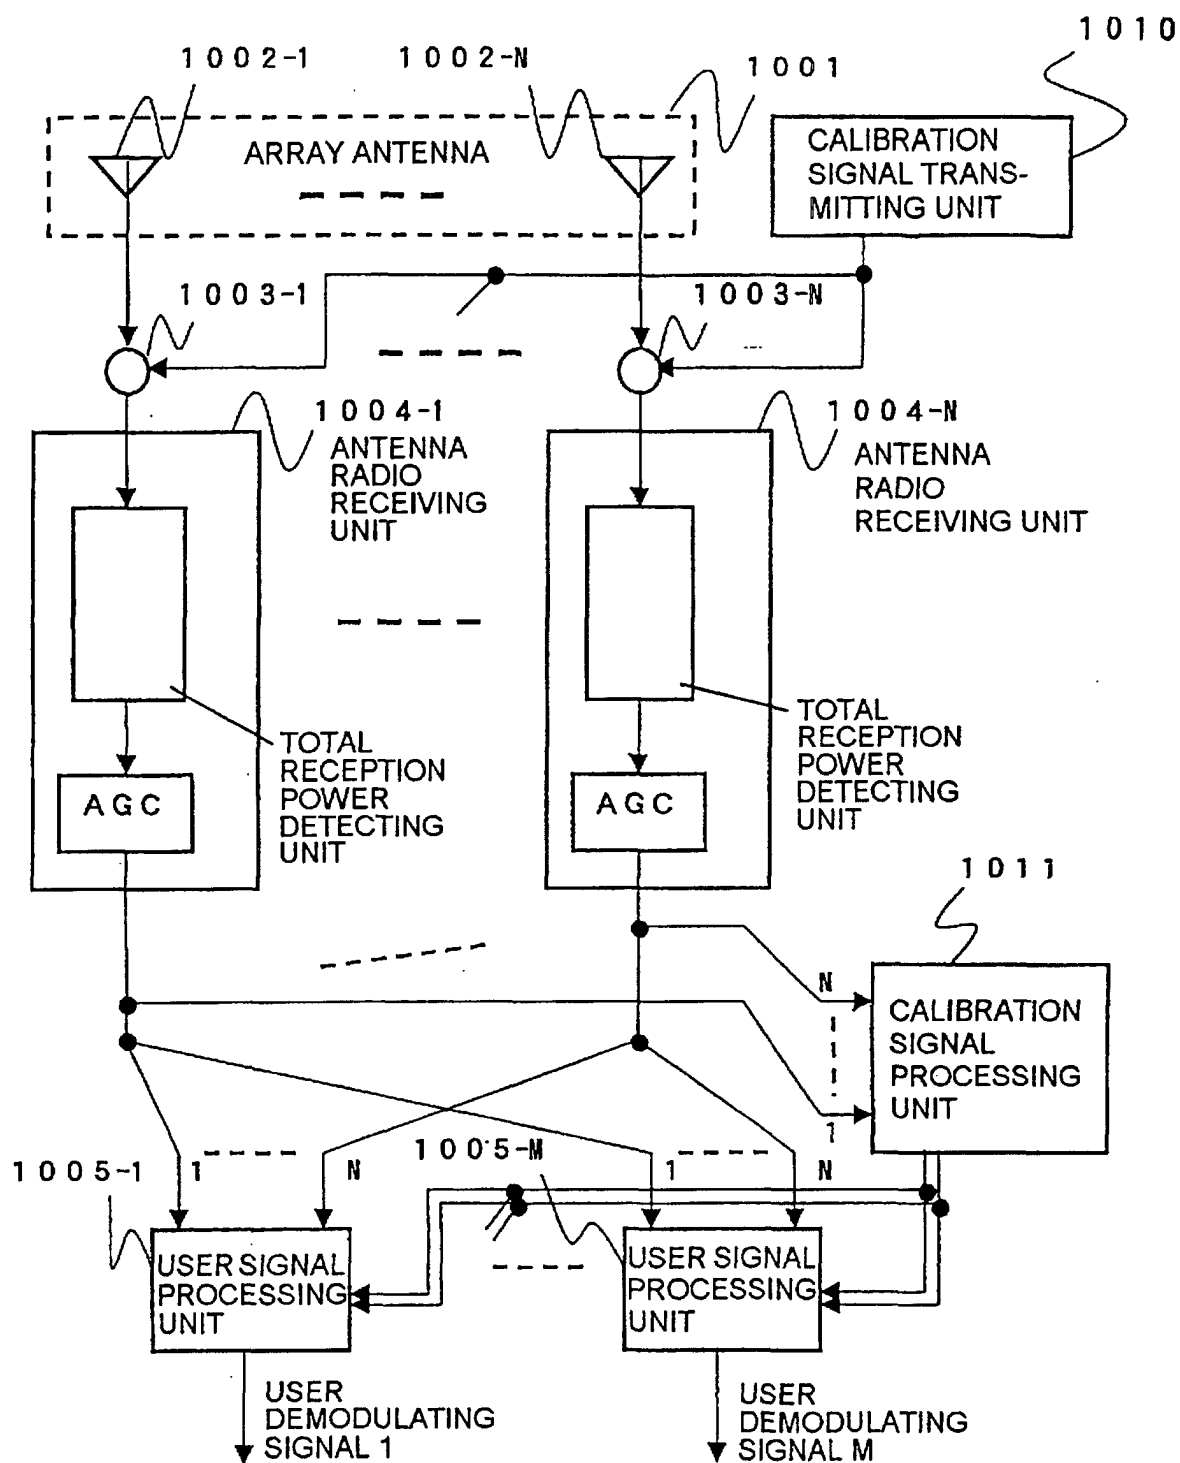 1010
1002-1
1002-N
1001
ARRAY ANTENNA
CALIBRATION
SIGNAL TRANS-
MITTING UNIT
1003-1
1003-N
1004-1
ANTENNA
RADIO
RECEIVING
UNIT
1004-N
ANTENNA
RADIO
RECEIVING UNIT
TOTAL
RECEPTION
POWER
DETECTING
UNIT
TOTAL
RECEPTION
POWER
DETECTING
UNIT
AGC
AGC
1011
N
CALIBRATION
SIGNAL
PROCESSING
UNIT
1
1005-1
1
N
1005-M
1
N
USER SIGNAL
PROCESSING
UNIT
USER SIGNAL
PROCESSING
UNIT
USER
DEMODULATING
SIGNAL 1
USER
DEMODULATING
SIGNAL M